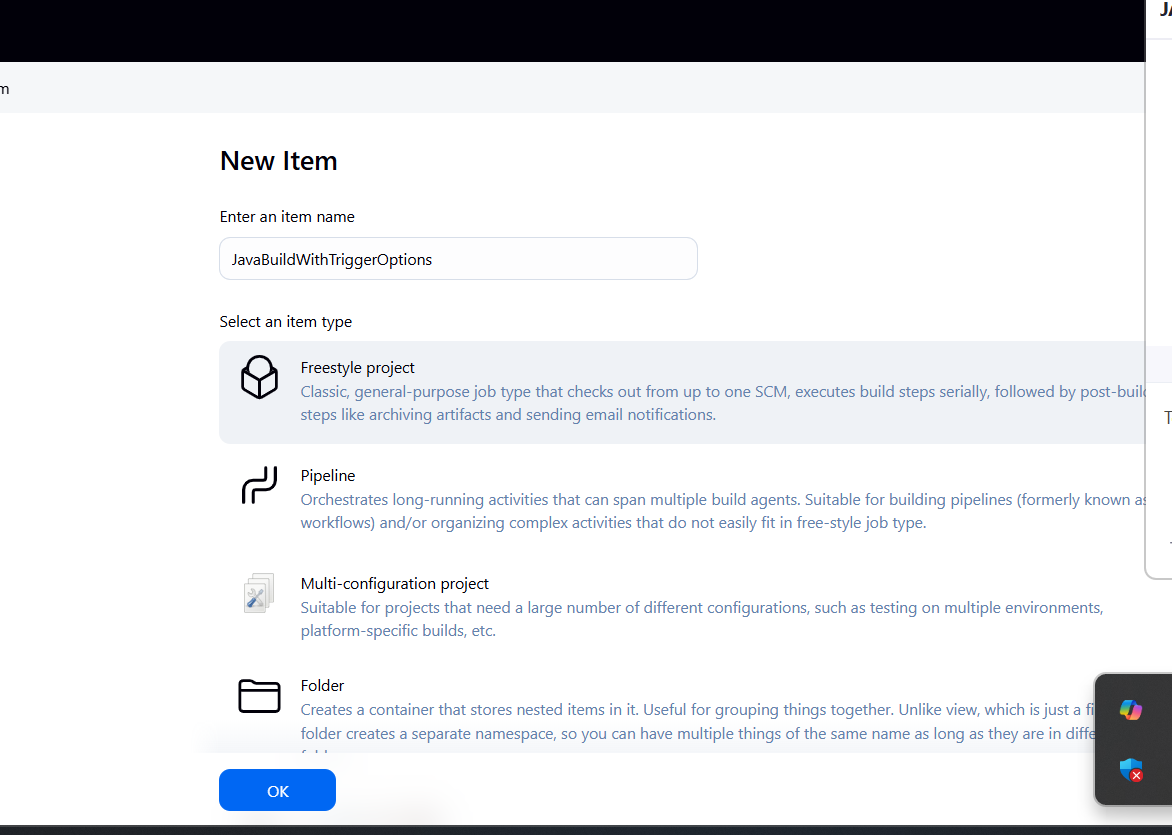 New Item
Enter an item name
JavaBuildWithTriggerOptions
Select an item type
Freestyle project
Classic, general-purpose job type that checks out from up to one SCM, executes build steps serially, followed by post-build
steps like archiving artifacts and sending email notifications.
Pipeline
Orchestrates long-running activities that can span multiple build agents. Suitable for building pipelines (formerly known as
workflows) and/or organizing complex activities that do not easily fit in free-style job type.
Multi-configuration project
Suitable for projects that need a large number of different configurations, such as testing on multiple environments,
platform-specific builds, etc.
Folder
Creates a container that stores nested items in it. Useful for grouping things together. Unlike view, which is just a
folder creates a separate namespace, so you can have multiple things of the same name as long as they are in
OK